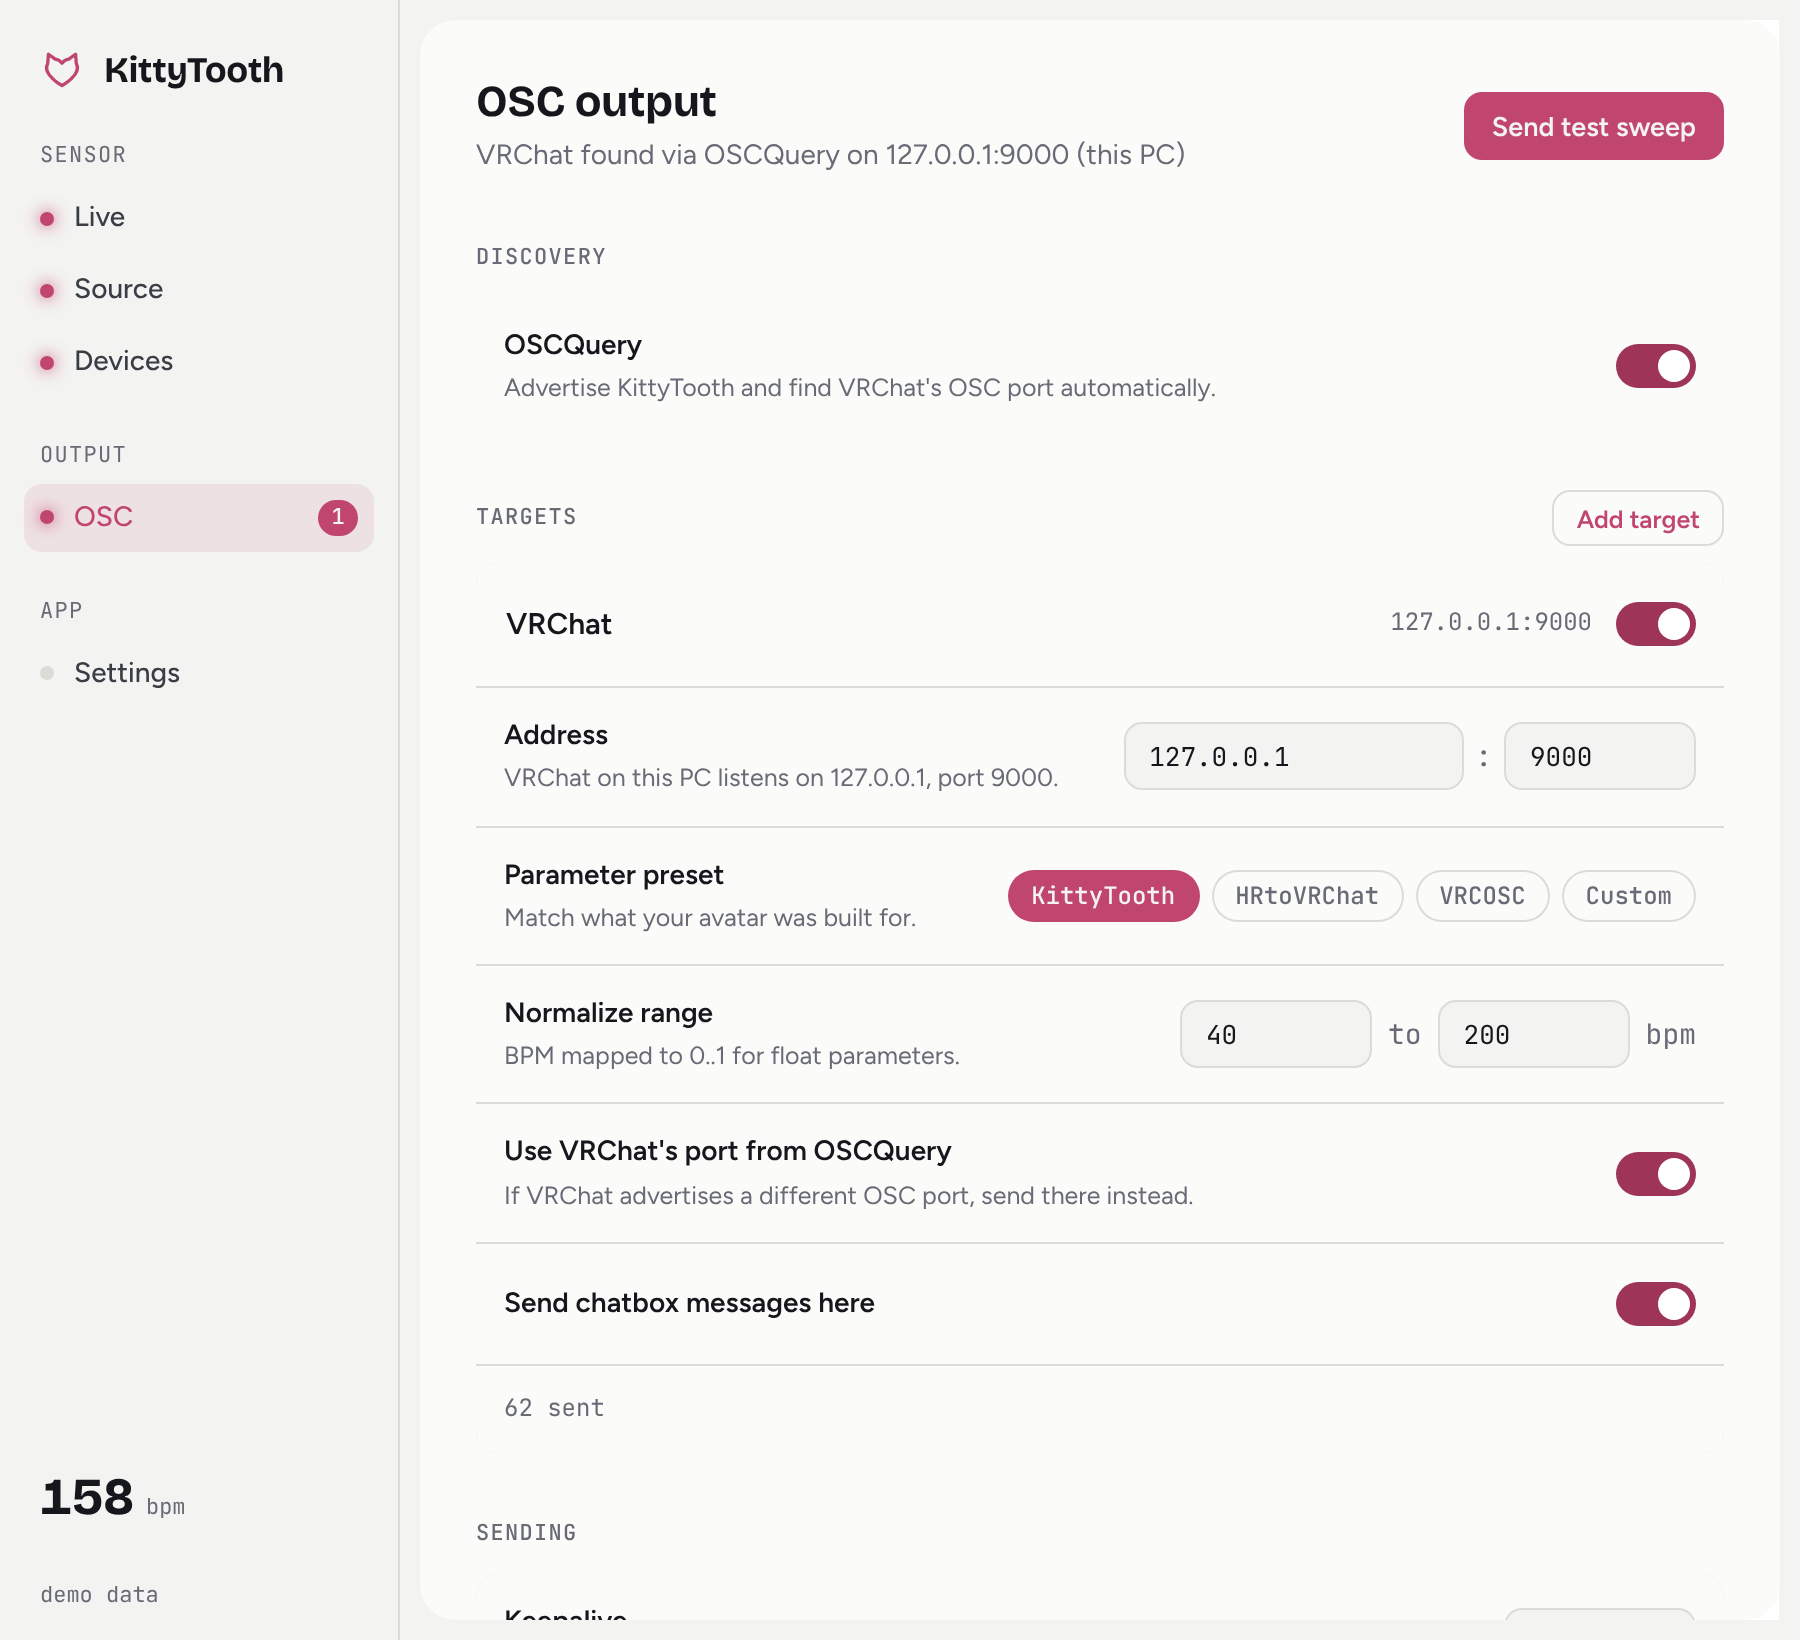 KittyTooth
SENSOR
Live
Source
Devices
OUTPUT
OSC 1
APP
Settings
158 bpm
demo data
OSC output
VRChat found via OSCQuery on 127.0.0.1:9000 (this PC)
Send test sweep
DISCOVERY
OSCQuery
Advertise KittyTooth and find VRChat's OSC port automatically.
TARGETS
Add target
VRChat
127.0.0.1:9000
Address
VRChat on this PC listens on 127.0.0.1, port 9000.
127.0.0.1 : 9000
Parameter preset
Match what your avatar was built for.
KittyTooth HRtoVRChat VRCOSC Custom
Normalize range
BPM mapped to 0..1 for float parameters.
40 to 200 bpm
Use VRChat's port from OSCQuery
If VRChat advertises a different OSC port, send there instead.
Send chatbox messages here
62 sent
SENDING
Keepalive